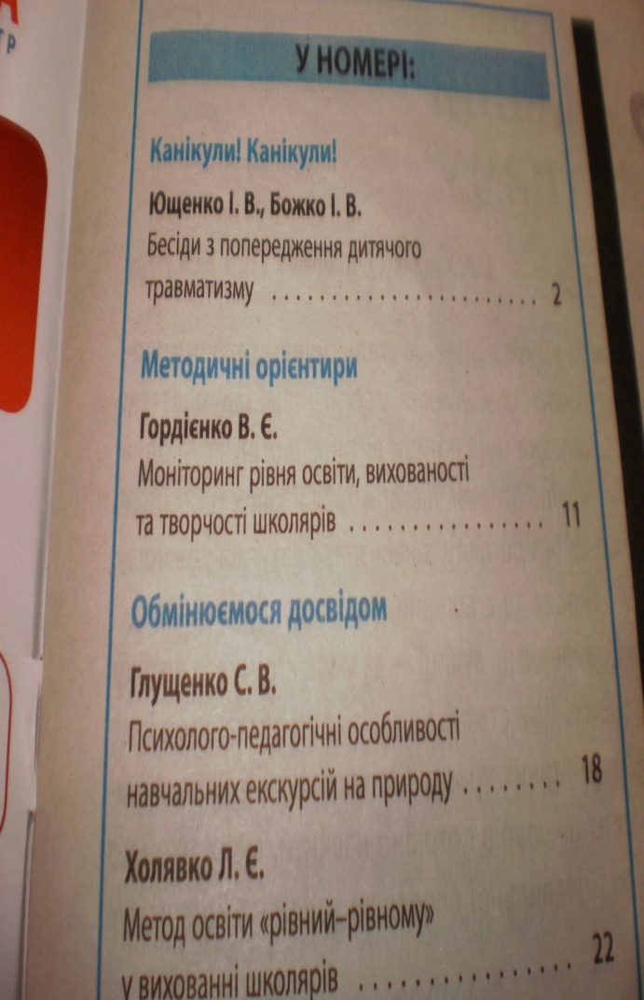 У НОМЕРІ:
Канікули! Канікули!
Ющенко І. В., Божко І. В.
Бесіди з попередження дитячого
травматизму ........................ 2
Методичні орієнтири
Гордієнко В. Є.
Моніторинг рівня освіти, вихованості
та творчості школярів ................ 11
Обмінюємося досвідом
Глущенко С. В.
Психолого-педагогічні особливості
навчальних екскурсій на природу ........ 18
Холявко Л. Є.
Метод освіти «рівний–рівному»
у вихованні школярів ................ 22